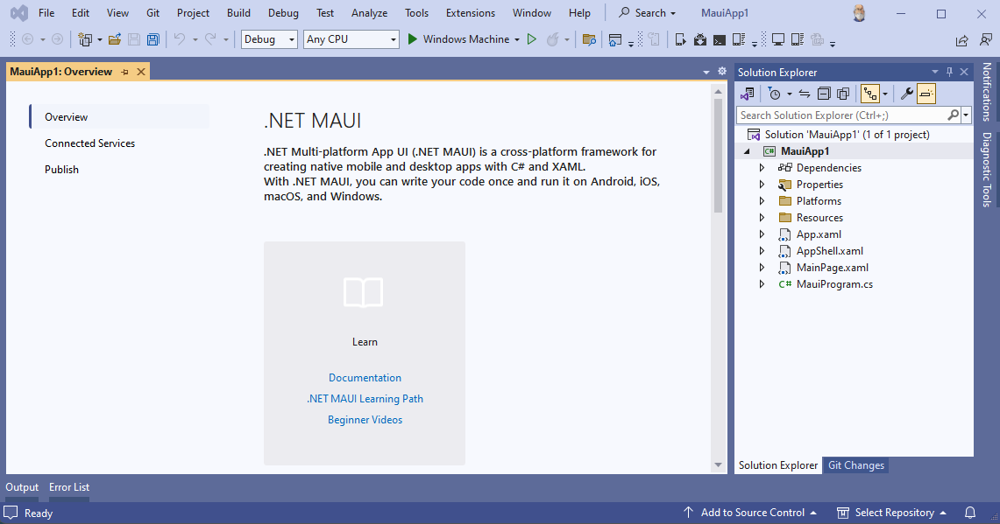 File Edit View Git Project Build Debug Test Analyze Tools Extensions Window Help Search MauiApp1
Debug Any CPU Windows Machine
MauiApp1: Overview
Overview
Connected Services
Publish
.NET MAUI
.NET Multi-platform App UI (.NET MAUI) is a cross-platform framework for
creating native mobile and desktop apps with C# and XAML.
With .NET MAUI, you can write your code once and run it on Android, iOS,
macOS, and Windows.
Learn
Documentation
.NET MAUI Learning Path
Beginner Videos
Solution Explorer
Search Solution Explorer (Ctrl+;)
Solution 'MauiApp1' (1 of 1 project)
C# MauiApp1
Dependencies
Properties
Platforms
Resources
App.xaml
AppShell.xaml
MainPage.xaml
C# MauiProgram.cs
Solution Explorer Git Changes
Notifications
Diagnostic Tools
Output Error List
Ready Add to Source Control Select Repository